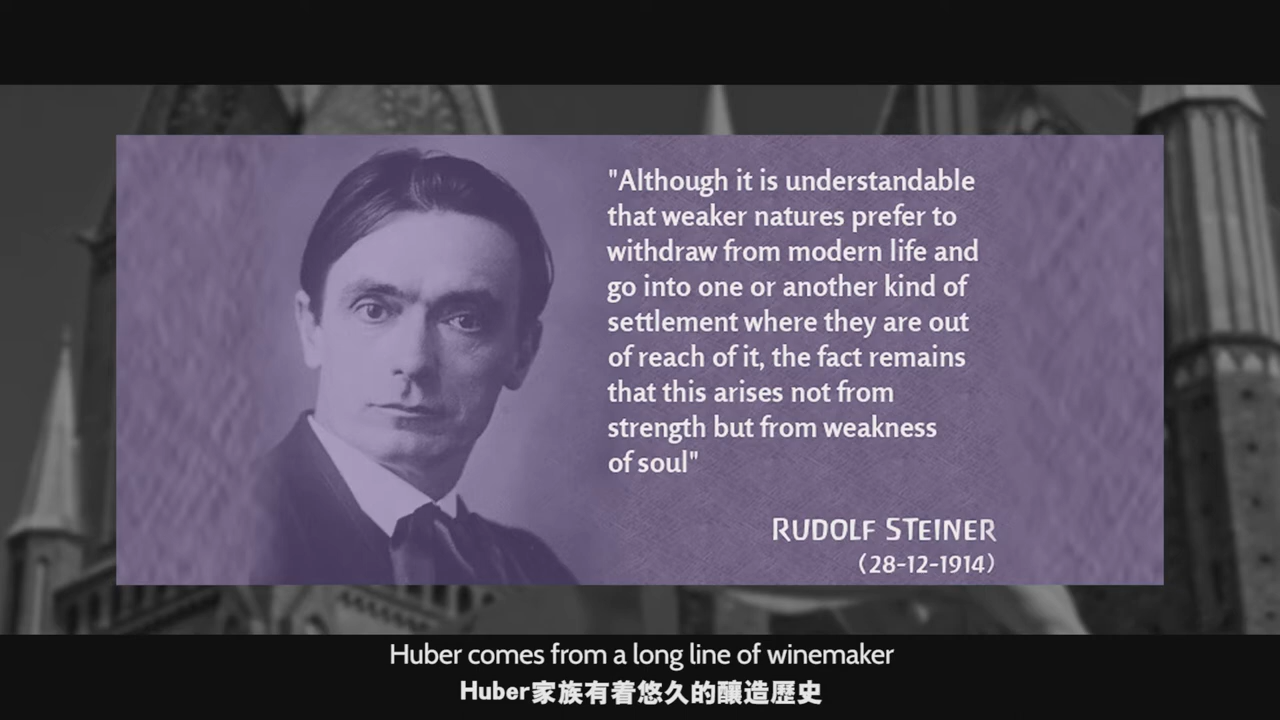 "Although it is understandable
that weaker natures prefer to
withdraw from modern life and
go into one or another kind of
settlement where they are out
of reach of it, the fact remains
that this arises not from
strength but from weakness
of soul"
RUDOLF STEINER
(28-12-1914)
Huber comes from a long line of winemaker
Huber家族有着悠久的釀造歷史